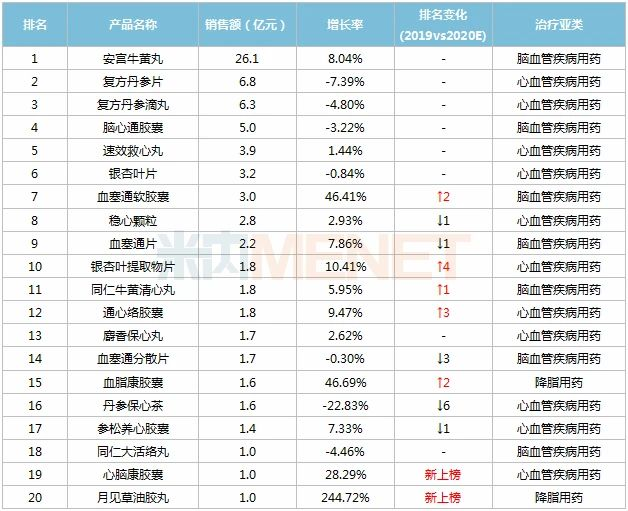 排名 产品名称 销售额（亿元） 增长率 排名变化 治疗亚类
(2019vs2020E)
1 安宫牛黄丸 26.1 8.04% - 脑血管疾病用药
2 复方丹参片 6.8 -7.39% - 心血管疾病用药
3 复方丹参滴丸 6.3 -4.80% - 心血管疾病用药
4 脑心通胶囊 5.0 -3.22% - 脑血管疾病用药
5 速效救心丸 3.9 1.44% - 心血管疾病用药
6 银杏叶片 3.2 -0.84% - 心血管疾病用药
7 血塞通软胶囊 3.0 46.41% ↑2 脑血管疾病用药
8 稳心颗粒 2.8 2.93% ↓1 心血管疾病用药
9 血塞通片 2.2 7.86% ↓1 脑血管疾病用药
10 银杏叶提取物片 1.8 10.41% ↑4 心血管疾病用药
11 同仁牛黄清心丸 1.8 5.95% ↑1 脑血管疾病用药
12 通心络胶囊 1.8 9.47% ↑3 心血管疾病用药
13 麝香保心丸 1.7 2.62% - 心血管疾病用药
14 血塞通分散片 1.7 -0.30% ↓3 脑血管疾病用药
15 血脂康胶囊 1.6 46.69% ↑2 降脂用药
16 丹参保心茶 1.6 -22.83% ↓6 心血管疾病用药
17 参松养心胶囊 1.4 7.33% ↓1 心血管疾病用药
18 同仁大活络丸 1.0 -4.46% - 脑血管疾病用药
19 心脑康胶囊 1.0 28.29% 新上榜 心血管疾病用药
20 月见草油胶丸 1.0 244.72% 新上榜 降脂用药
米内MENET